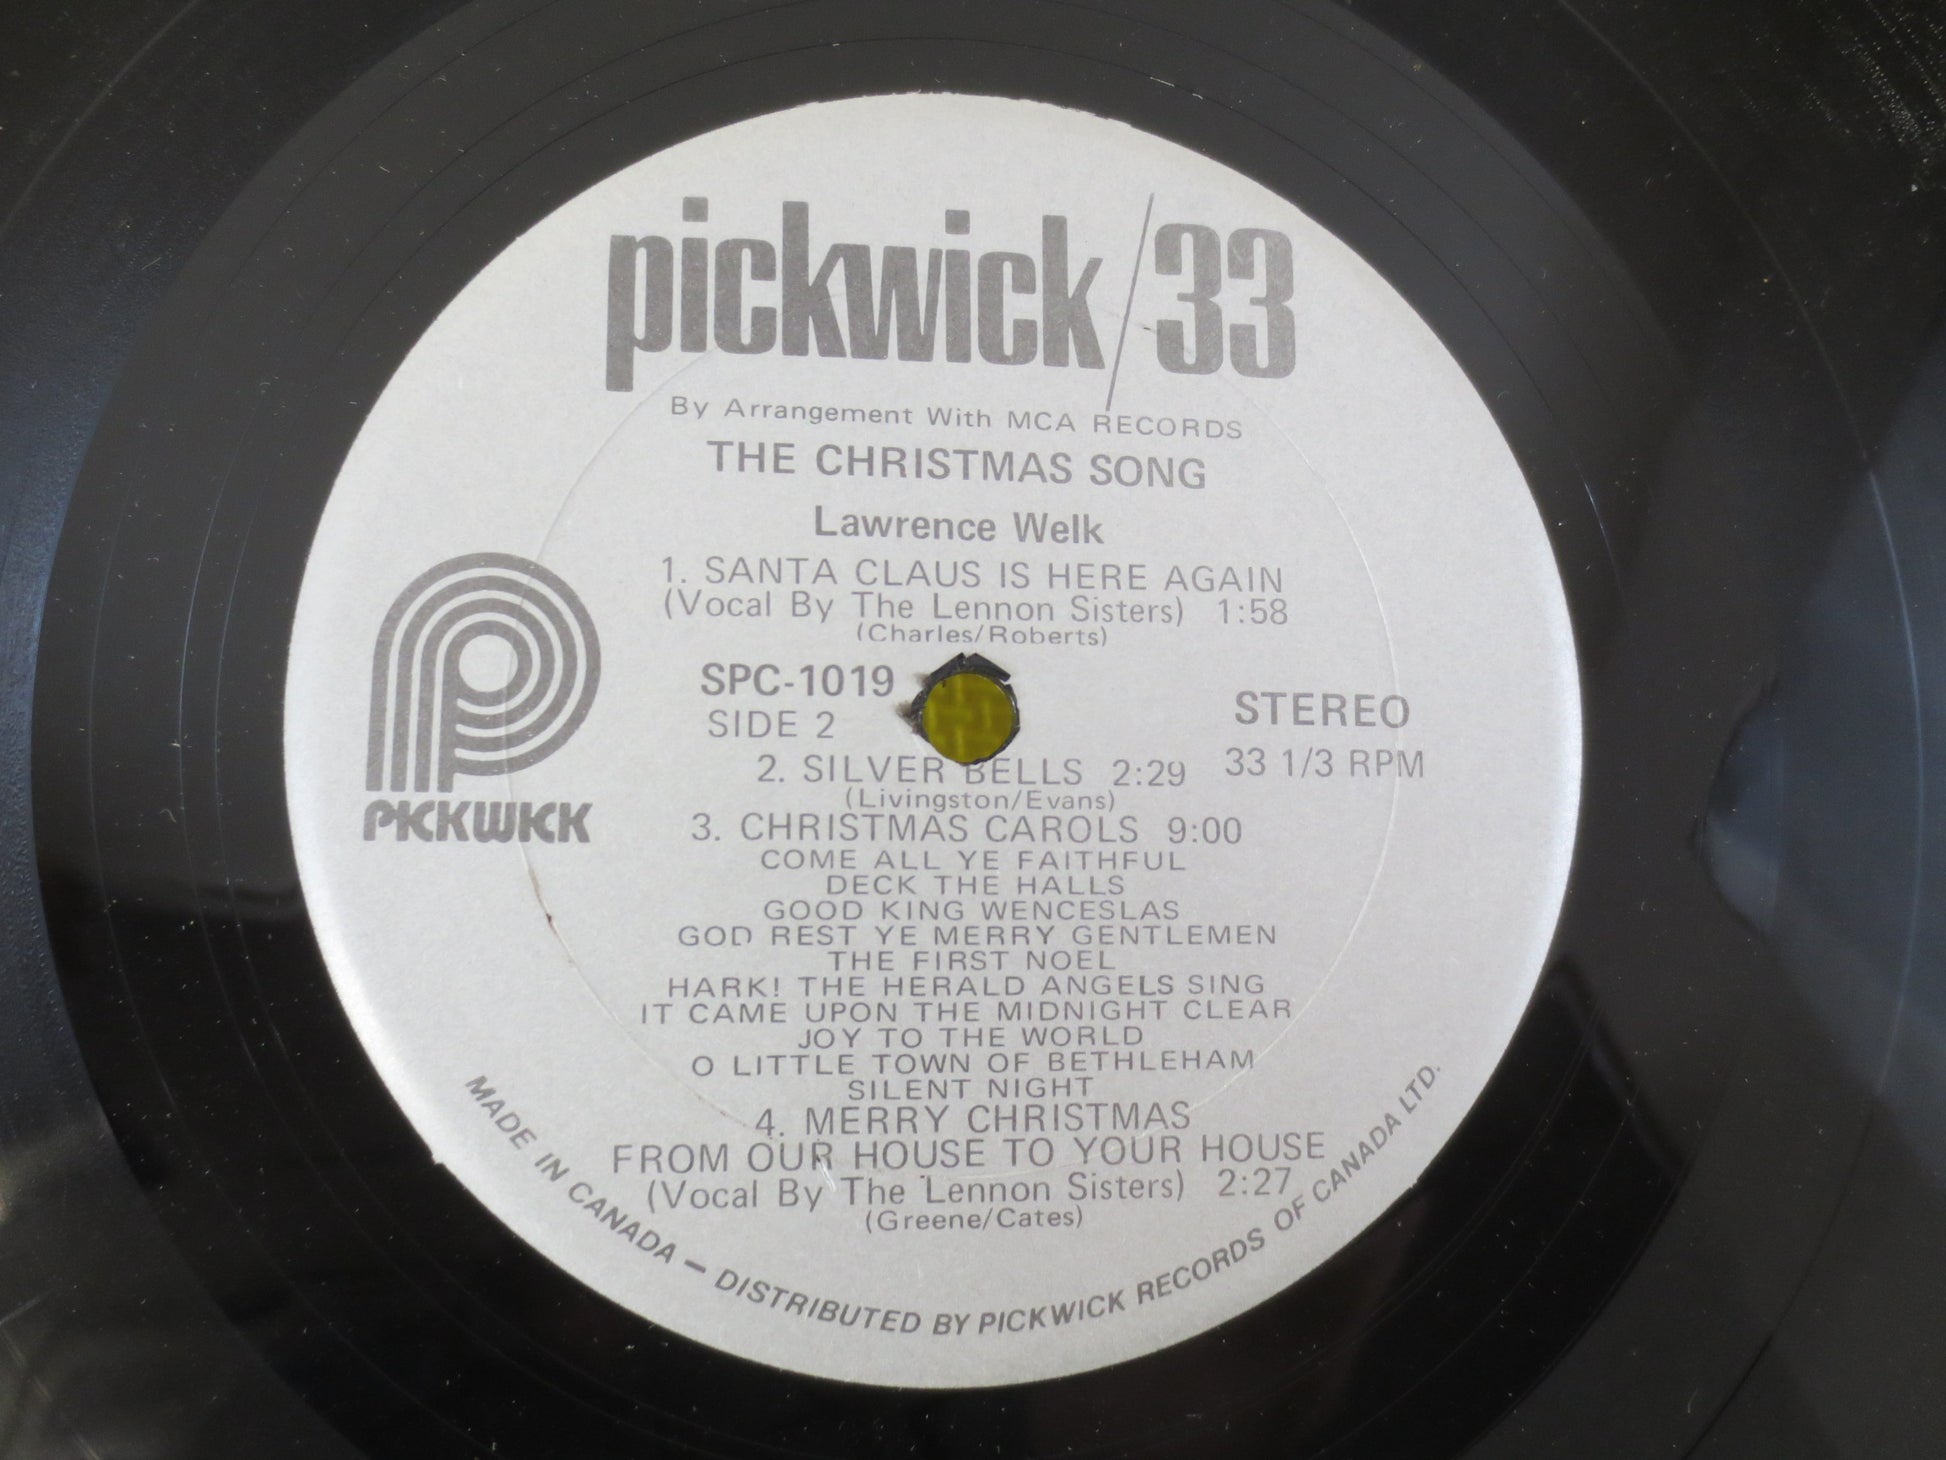 pickwick/33
By Arrangement With MCA RECORDS
THE CHRISTMAS SONG
Lawrence Welk
1. SANTA CLAUS IS HERE AGAIN
(Vocal By The Lennon Sisters) 1:58
(Charles/Roberts)
SPC-1019
SIDE 2
STEREO
33 1/3 RPM
PICKWICK
2. SILVER BELLS 2:29
(Livingston/Evans)
3. CHRISTMAS CAROLS 9:00
COME ALL YE FAITHFUL
DECK THE HALLS
GOOD KING WENCESLAS
GOD REST YE MERRY GENTLEMEN
THE FIRST NOEL
HARK! THE HERALD ANGELS SING
IT CAME UPON THE MIDNIGHT CLEAR
JOY TO THE WORLD
O LITTLE TOWN OF BETHLEHAM
SILENT NIGHT
4. MERRY CHRISTMAS
FROM OUR HOUSE TO YOUR HOUSE
(Vocal By The Lennon Sisters) 2:27
(Greene/Cates)
MADE IN CANADA – DISTRIBUTED BY PICKWICK RECORDS OF CANADA LTD.